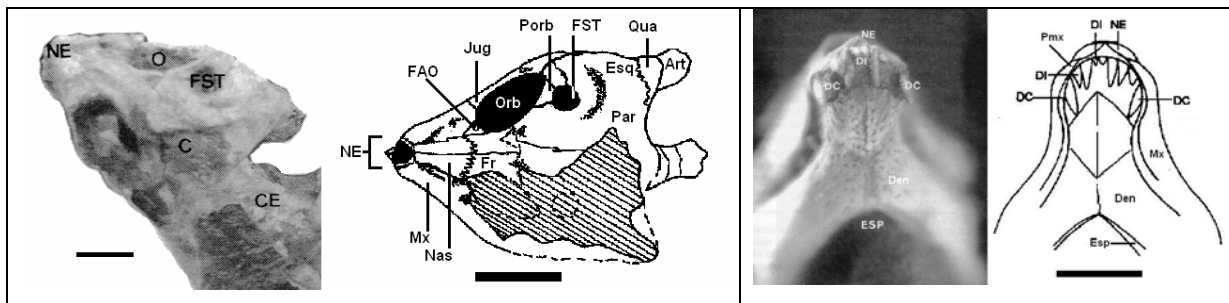 NE
O
FST
C
CE
Porb FST
Jug
Qua
FAO
Esq
Art
Orb
Par
NE
Fr
Mx
Nas
NE
DI
DC
DC
Den
ESP
DI NE
Pmx
DI
DC
DC
Mx
Den
Esp